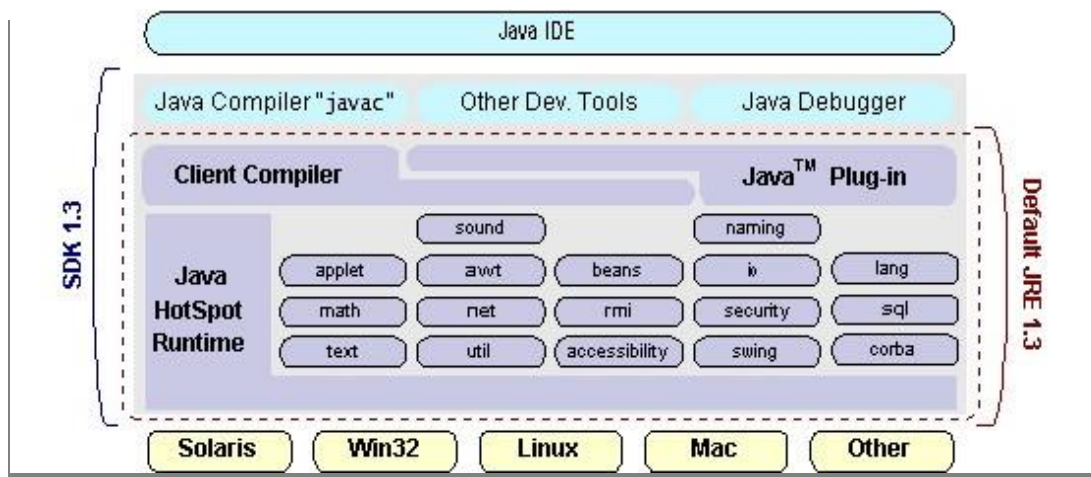 Java IDE
Java Compiler "javac"
Other Dev. Tools
Java Debugger
SDK 1.3
Default JRE 1.3
Client Compiler
Java™ Plug-in
Java
HotSpot
Runtime
sound
naming
applet
awt
beans
io
lang
math
net
rmi
security
sql
text
util
accessibility
swing
corba
Solaris
Win32
Linux
Mac
Other